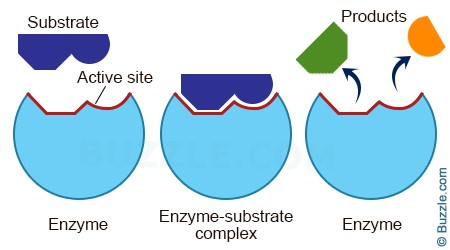 Substrate
Active site
Enzyme
Enzyme-substrate
complex
Products
Enzyme
BUZZLE.COM
© Buzzle.com